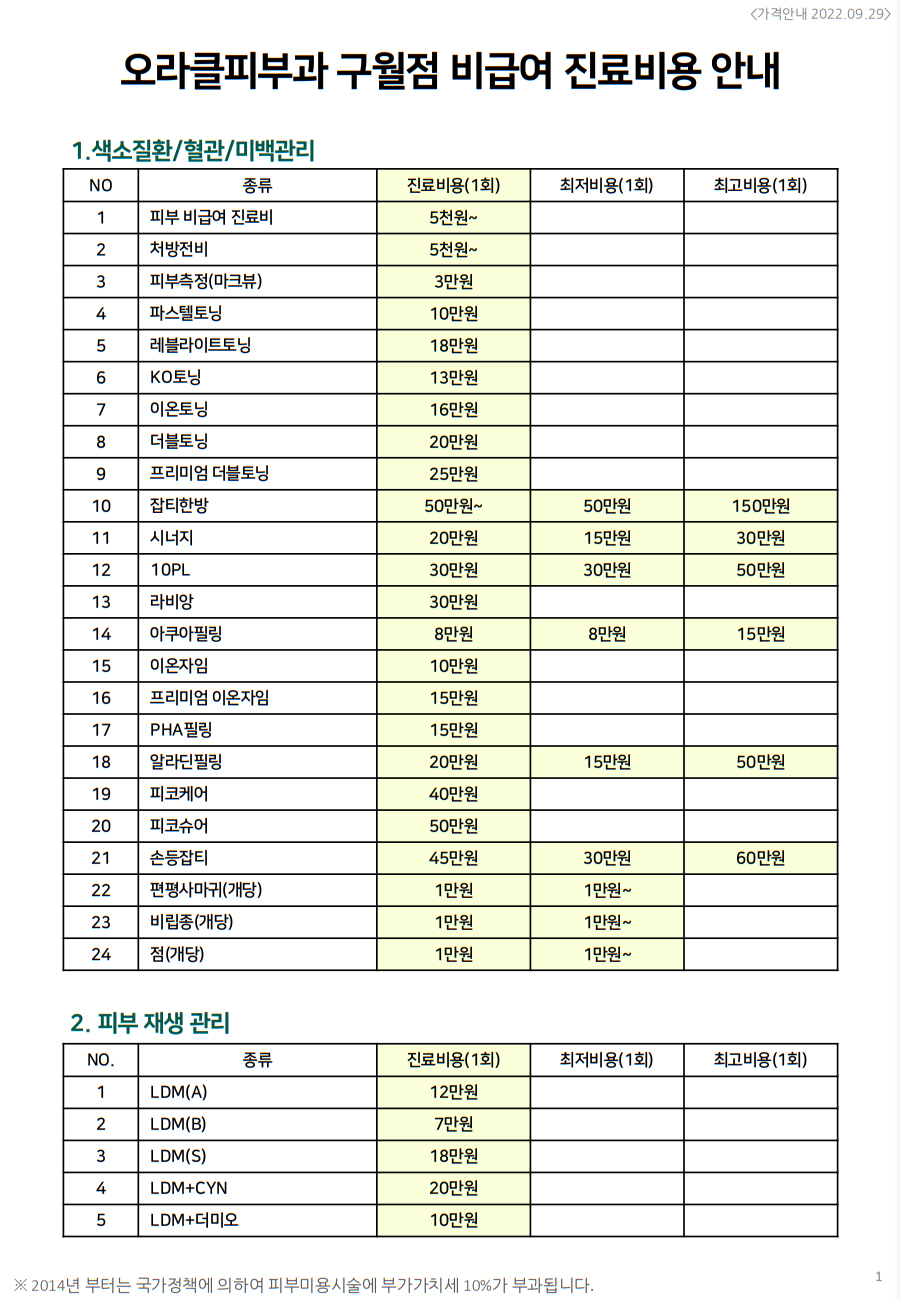 <가격안내 2022.09.29>
오라클피부과 구월점 비급여 진료비용 안내
1.색소질환/혈관/미백관리
NO 종류 진료비용(1회) 최저비용(1회) 최고비용(1회)
1 피부 비급여 진료비 5천원~
2 처방전비 5천원~
3 피부측정(마크뷰) 3만원
4 파스텔토닝 10만원
5 레블라이트토닝 18만원
6 KO토닝 13만원
7 이온토닝 16만원
8 더블토닝 20만원
9 프리미엄 더블토닝 25만원
10 잡티한방 50만원~ 50만원 150만원
11 시너지 20만원 15만원 30만원
12 10PL 30만원 30만원 50만원
13 라비앙 30만원
14 아쿠아필링 8만원 8만원 15만원
15 이온자임 10만원
16 프리미엄 이온자임 15만원
17 PHA필링 15만원
18 알라딘필링 20만원 15만원 50만원
19 피코케어 40만원
20 피코슈어 50만원
21 손등잡티 45만원 30만원 60만원
22 편평사마귀(개당) 1만원 1만원~
23 비립종(개당) 1만원 1만원~
24 점(개당) 1만원 1만원~
2. 피부 재생 관리
NO. 종류 진료비용(1회) 최저비용(1회) 최고비용(1회)
1 LDM(A) 12만원
2 LDM(B) 7만원
3 LDM(S) 18만원
4 LDM+CYN 20만원
5 LDM+더미오 10만원
※ 2014년 부터는 국가정책에 의하여 피부미용시술에 부가가치세 10%가 부과됩니다.
1